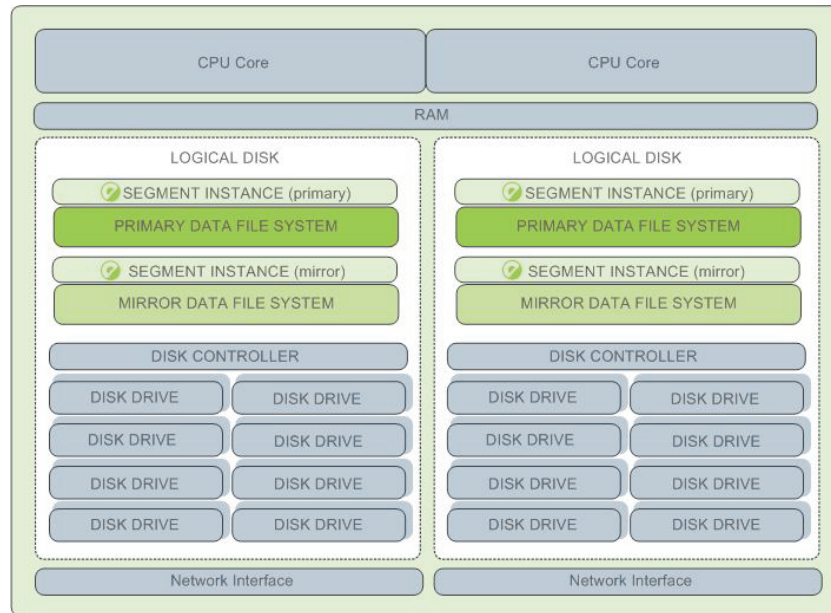 CPU Core
CPU Core
RAM
LOGICAL DISK
SEGMENT INSTANCE (primary)
PRIMARY DATA FILE SYSTEM
SEGMENT INSTANCE (mirror)
MIRROR DATA FILE SYSTEM
DISK CONTROLLER
DISK DRIVE
DISK DRIVE
DISK DRIVE
DISK DRIVE
DISK DRIVE
DISK DRIVE
DISK DRIVE
DISK DRIVE
Network Interface
LOGICAL DISK
SEGMENT INSTANCE (primary)
PRIMARY DATA FILE SYSTEM
SEGMENT INSTANCE (mirror)
MIRROR DATA FILE SYSTEM
DISK CONTROLLER
DISK DRIVE
DISK DRIVE
DISK DRIVE
DISK DRIVE
DISK DRIVE
DISK DRIVE
DISK DRIVE
DISK DRIVE
Network Interface